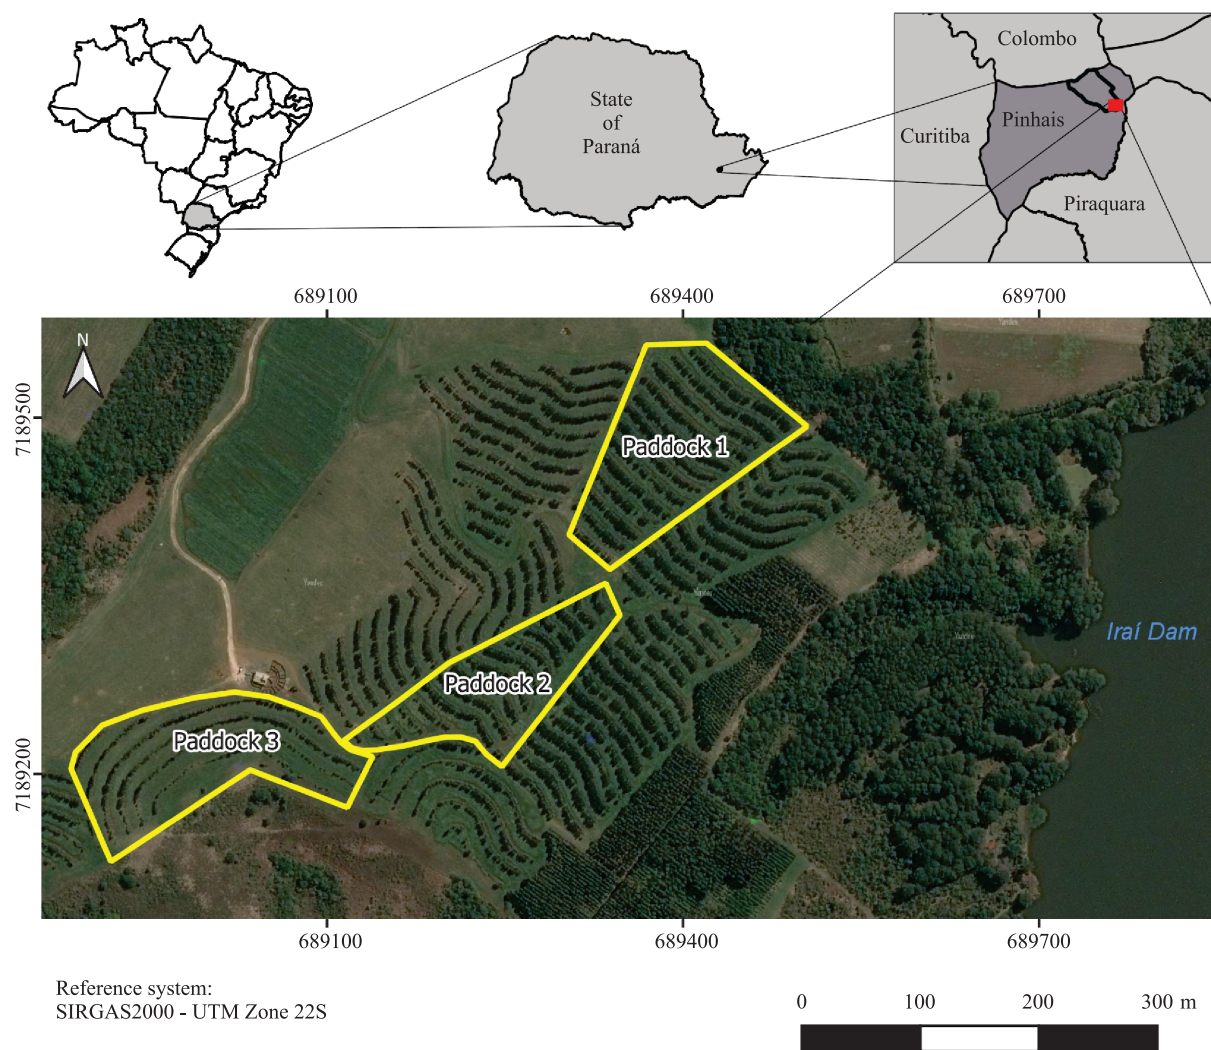 Colombo
State
of
Paraná
Pinhais
Curitiba
Piraquara
689100
689400
689700
N
7189500
Paddock 1
Iraí Dam
Paddock 2
Paddock 3
7189200
689100
689400
689700
Reference system:
SIRGAS2000 - UTM Zone 22S
0
100
200
300 m